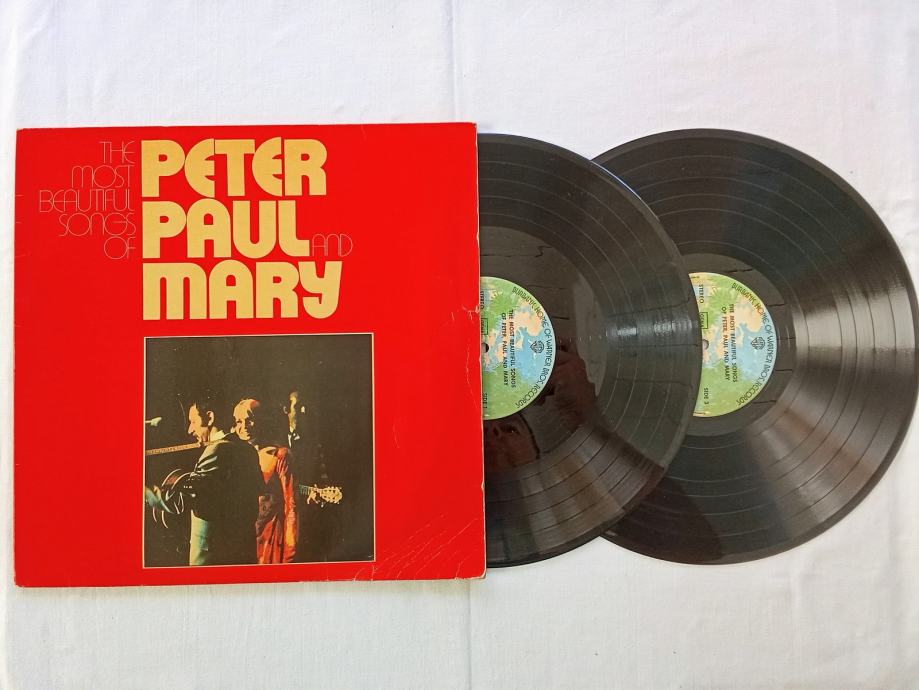 THE
MOST
BEAUTIFUL
SONGS
OF
PETER
PAUL AND
MARY
BURBANK, HOME OF WARNER BROS. RECORDS
STEREO
THE MOST BEAUTIFUL SONGS
OF PETER, PAUL AND MARY
SIDE 1
BURBANK, HOME OF WARNER BROS. RECORDS
STEREO
THE MOST BEAUTIFUL SONGS
OF PETER, PAUL AND MARY
SIDE 3